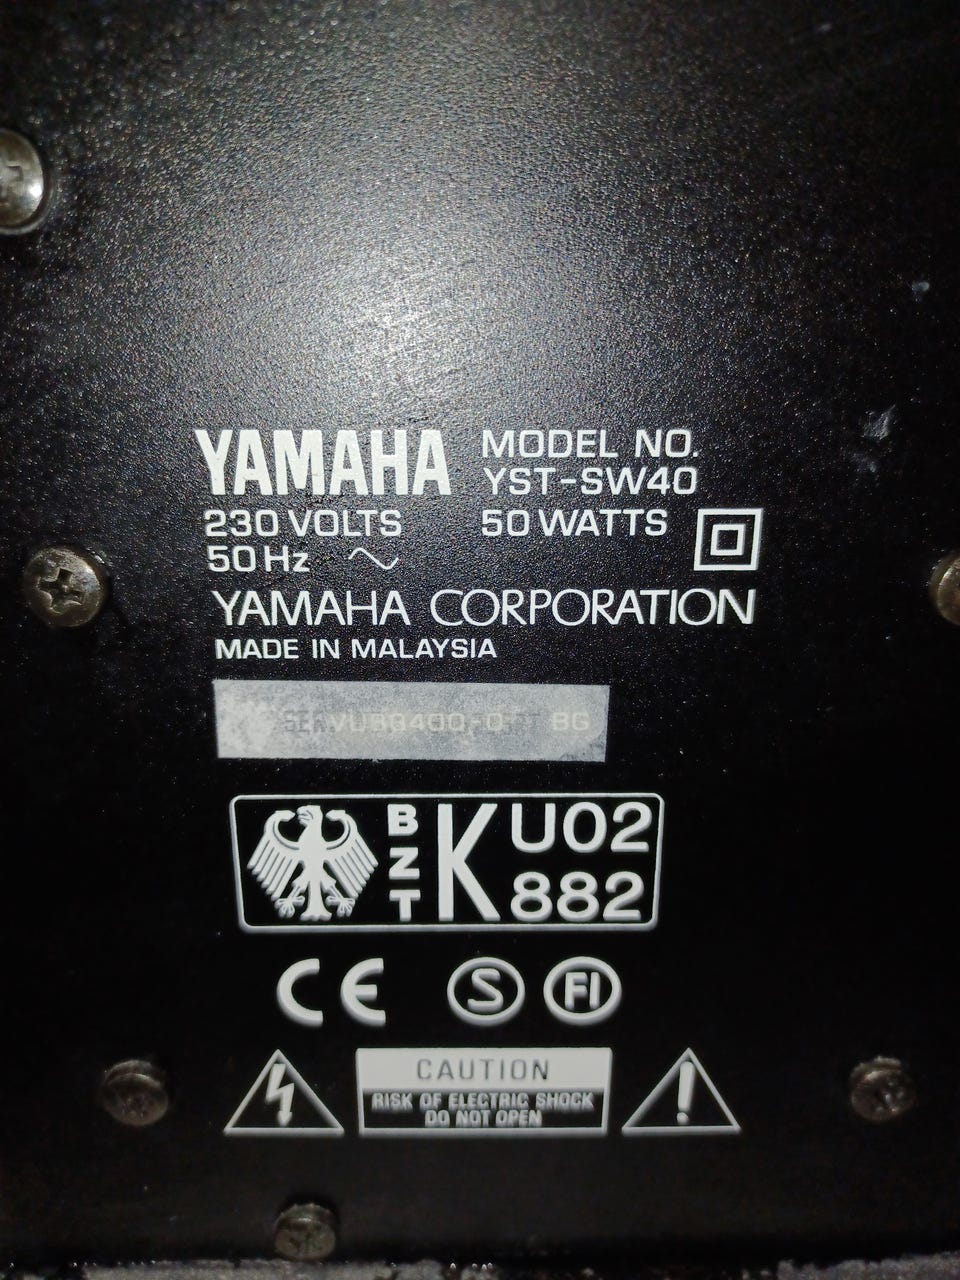 YAMAHA MODEL NO.
YST-SW40
230 VOLTS 50 WATTS
50 Hz
YAMAHA CORPORATION
MADE IN MALAYSIA
BG
BZT K U02
882
CE S FI
CAUTION
RISK OF ELECTRIC SHOCK
DO NOT OPEN